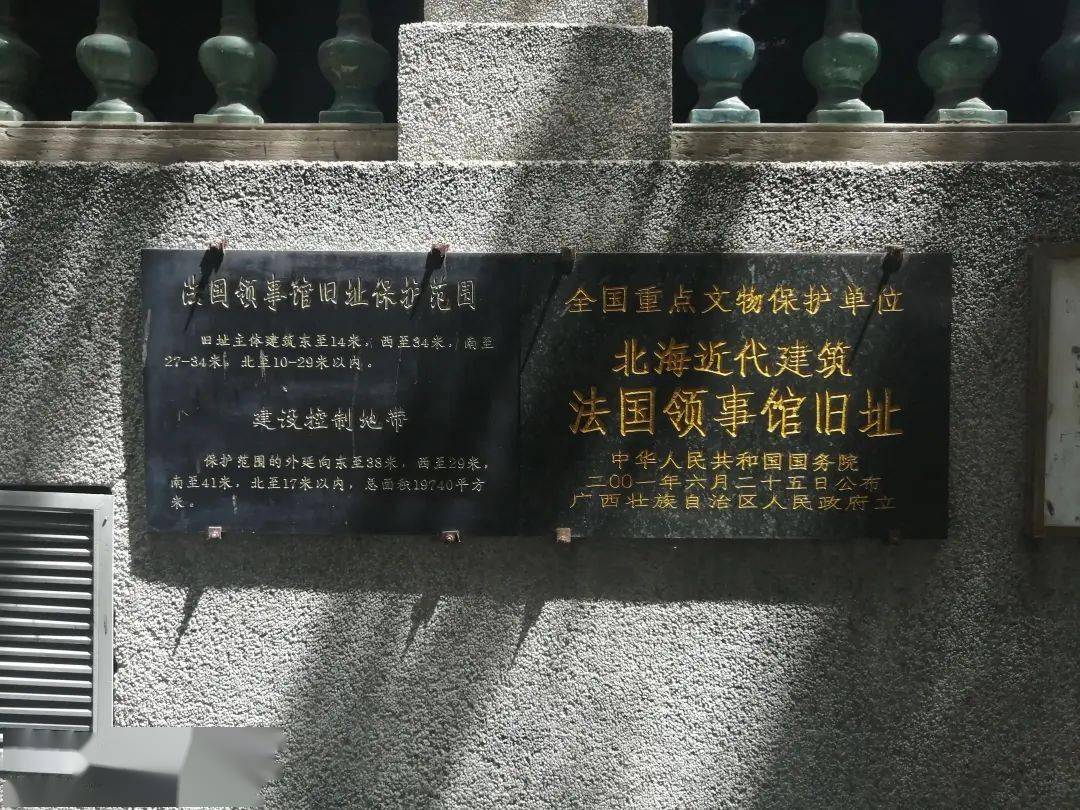 法国领事馆旧址保护范围
旧址主体建筑东至14米，西至34米，南至
27-34米，北至10-29米以内。
建设控制地带
保护范围的外延向东至38米，西至29米，
南至41米，北至17米以内，总面积19740平方
米。
全国重点文物保护单位
北海近代建筑
法国领事馆旧址
中华人民共和国国务院
二00一年六月二十五日公布
广西壮族自治区人民政府立